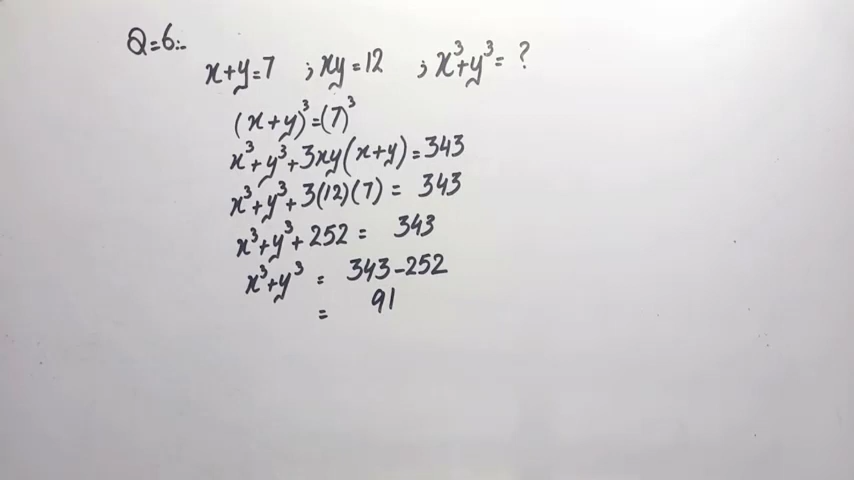 Q=6:-
x+y=7 ; xy=12 ; x³+y³= ?
(x+y)³=(7)³
x³+y³+3xy(x+y)=343
x³+y³+3(12)(7)= 343
x³+y³+252 = 343
x³+y³ = 343-252
= 91